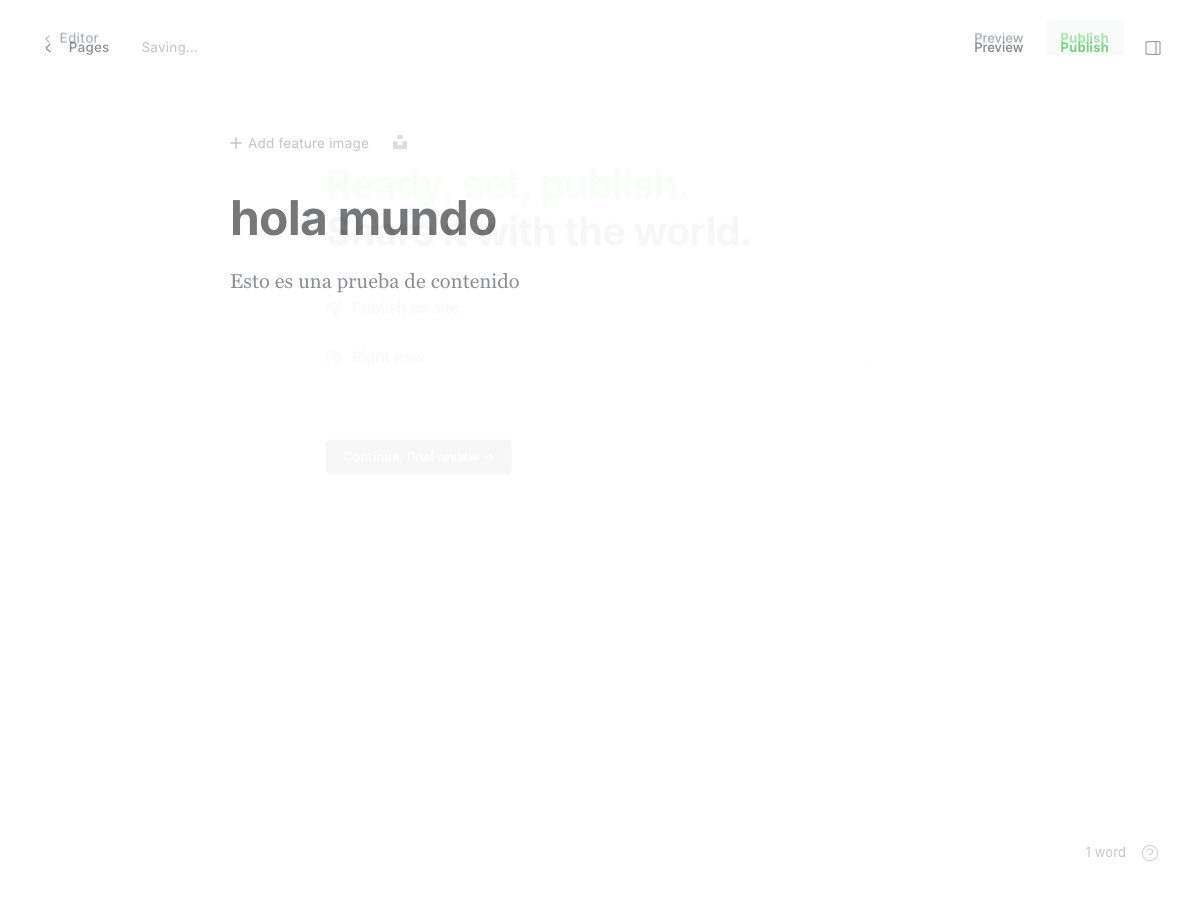 Editor
Pages
Saving...
Preview
Preview
Publish
Publish
Add feature image
Ready, set, publish.
Share it with the world.
hola mundo
Esto es una prueba de contenido
Publish on site
Right now
Continue, final review →
1 word
?